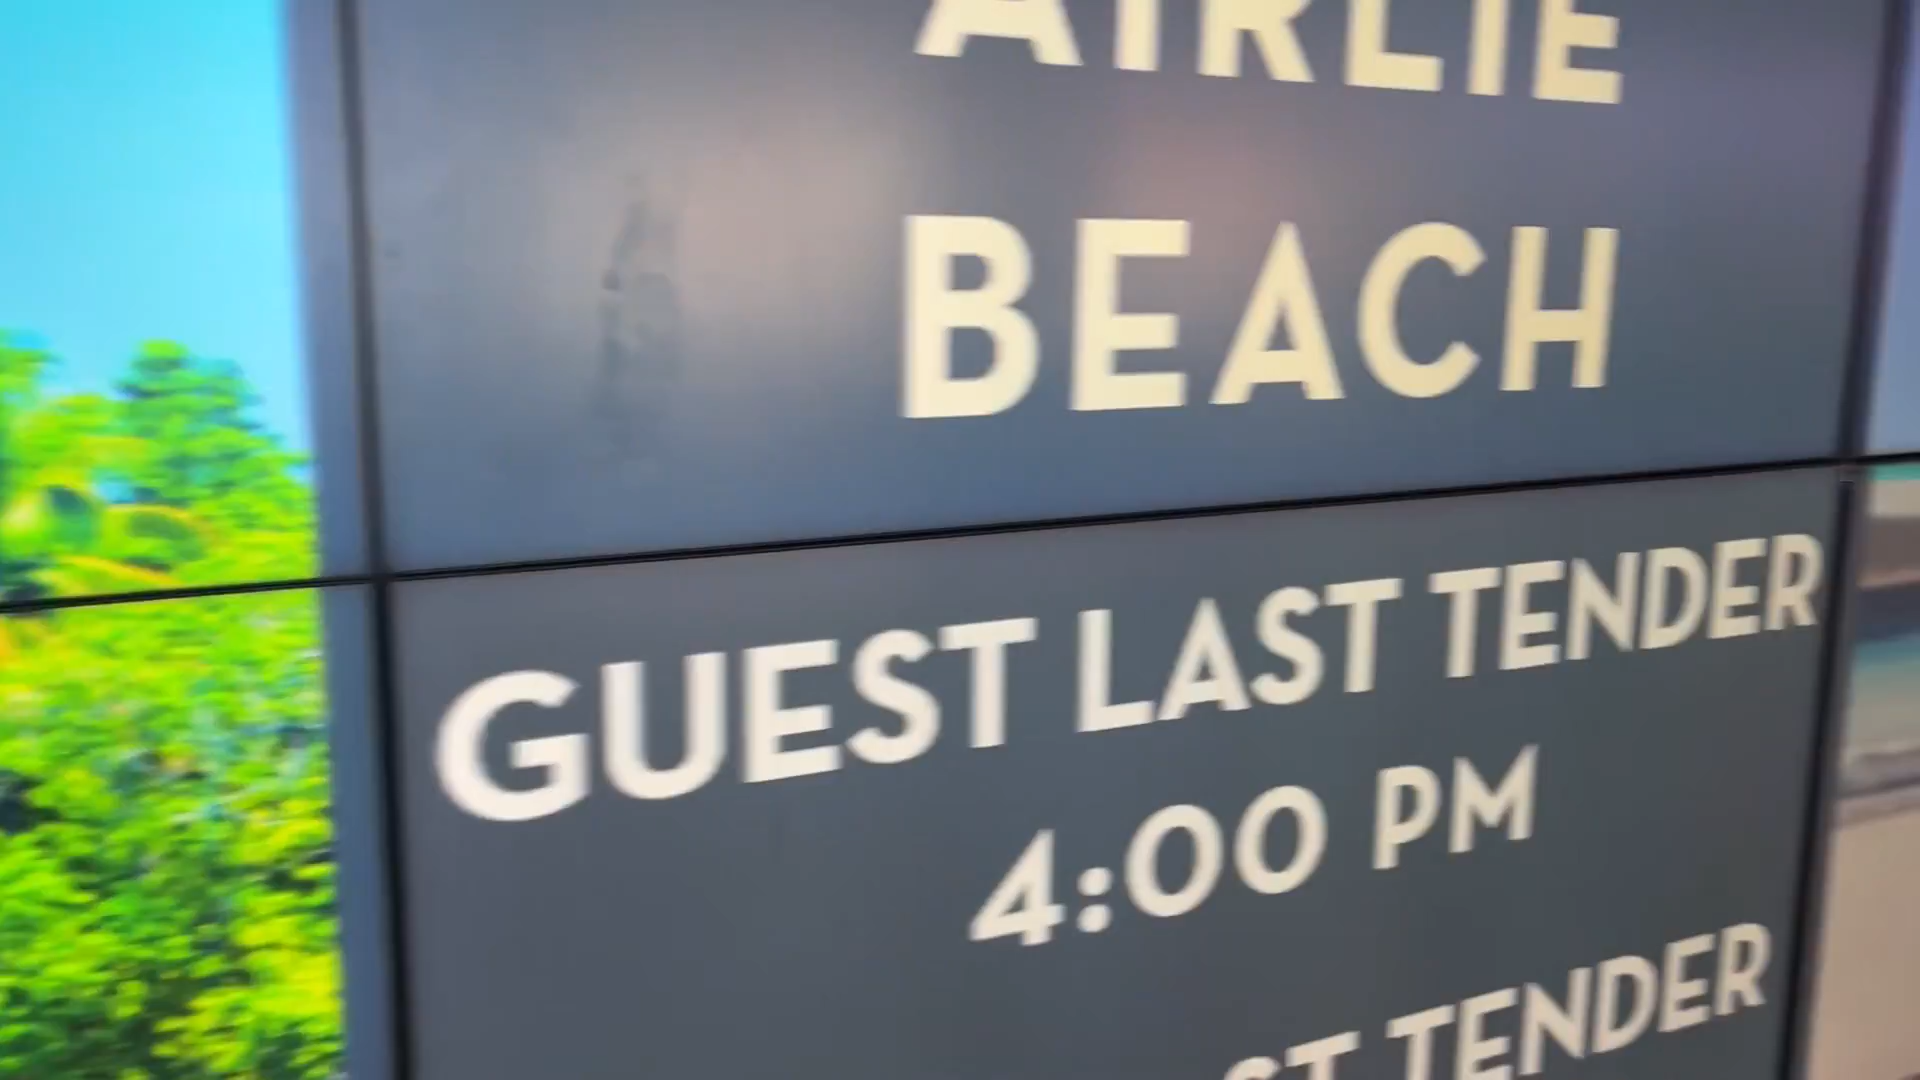 AIRLIE
BEACH
GUEST LAST TENDER
4:00 PM
TENDER